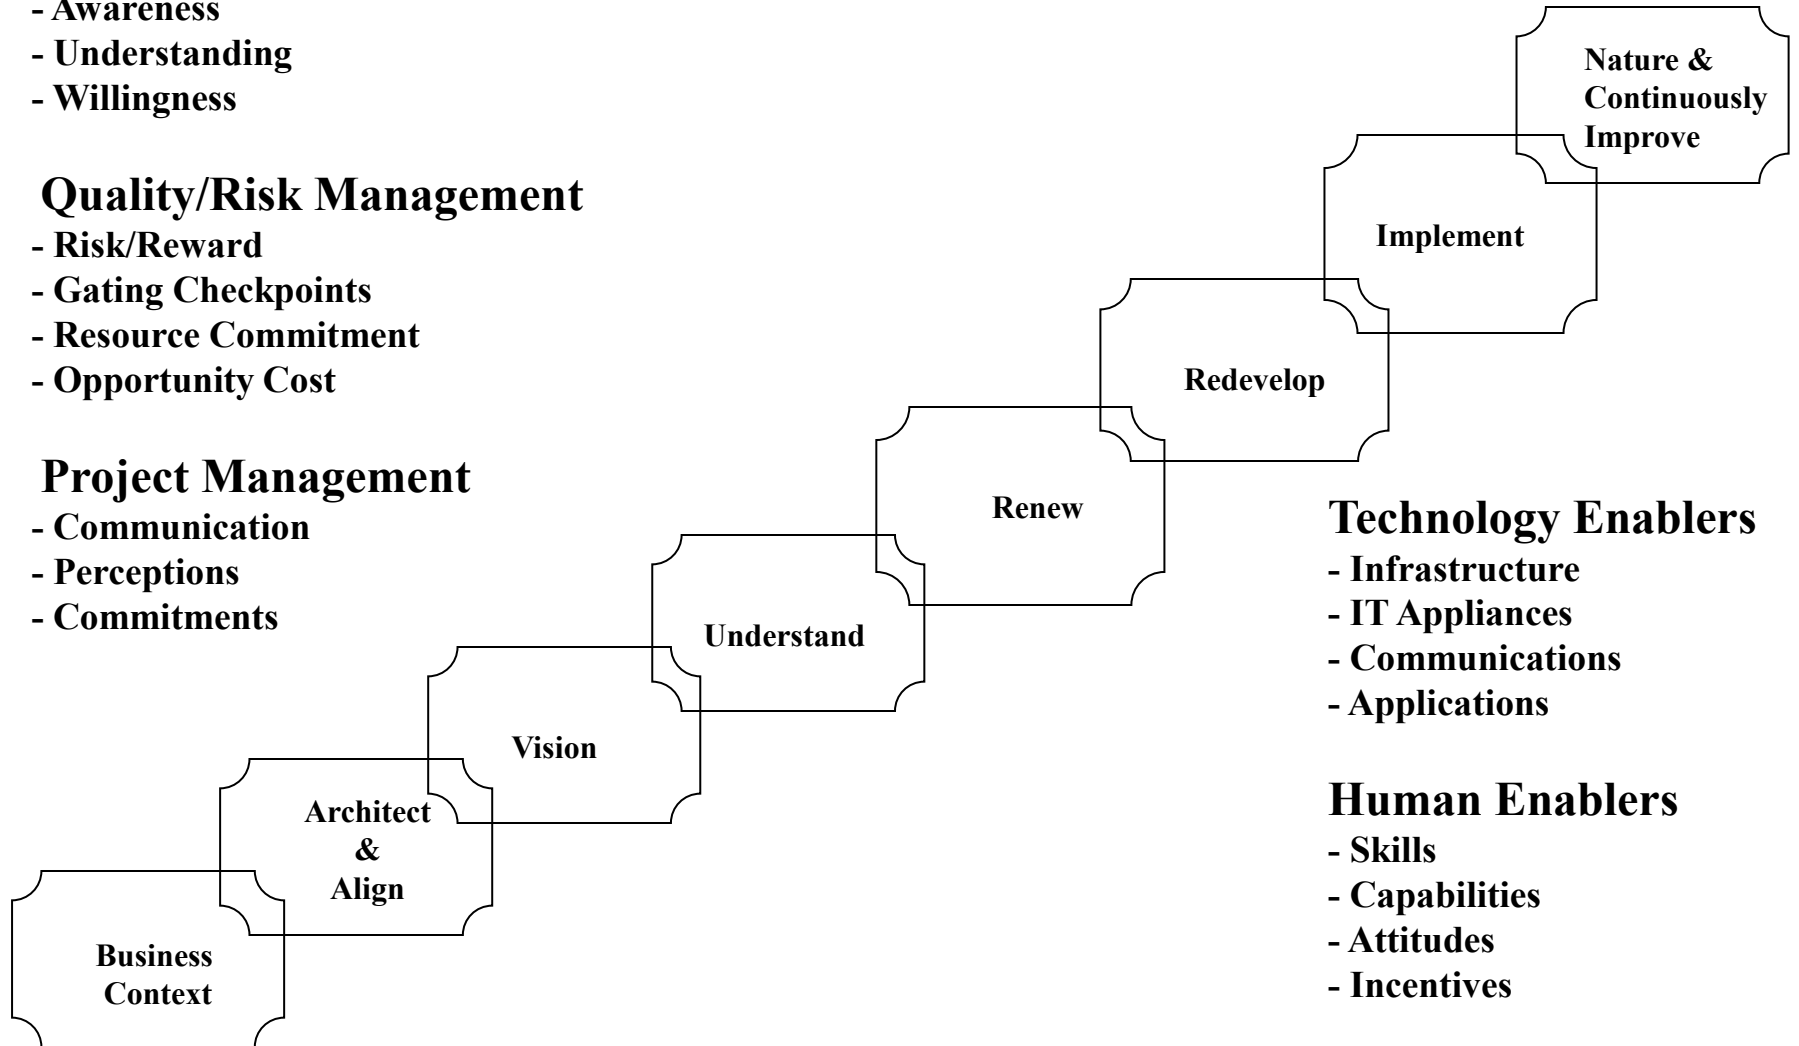 - Awareness
- Understanding
- Willingness
Quality/Risk Management
- Risk/Reward
- Gating Checkpoints
- Resource Commitment
- Opportunity Cost
Project Management
- Communication
- Perceptions
- Commitments
Nature &
Continuously
Improve
Implement
Redevelop
Renew
Understand
Vision
Architect
&
Align
Business
Context
Technology Enablers
- Infrastructure
- IT Appliances
- Communications
- Applications
Human Enablers
- Skills
- Capabilities
- Attitudes
- Incentives